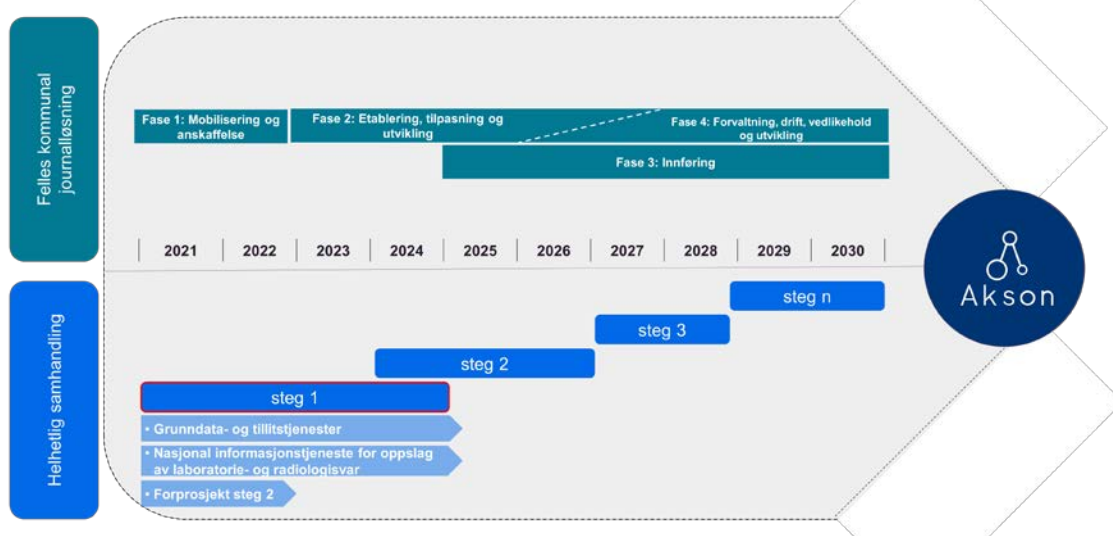 Felles kommunal
journalløsning
Fase 1: Mobilisering og
anskaffelse
Fase 2: Etablering, tilpasning og
utvikling
Fase 4: Forvaltning, drift, vedlikehold
og utvikling
Fase 3: Innføring
2021 2022 2023 2024 2025 2026 2027 2028 2029 2030
Akson
Helhetlig samhandling
steg n
steg 3
steg 2
steg 1
• Grunndata- og tillitstjenester
• Nasjonal informasjonstjeneste for oppslag
av laboratorie- og radiologisvar
• Forprosjekt steg 2